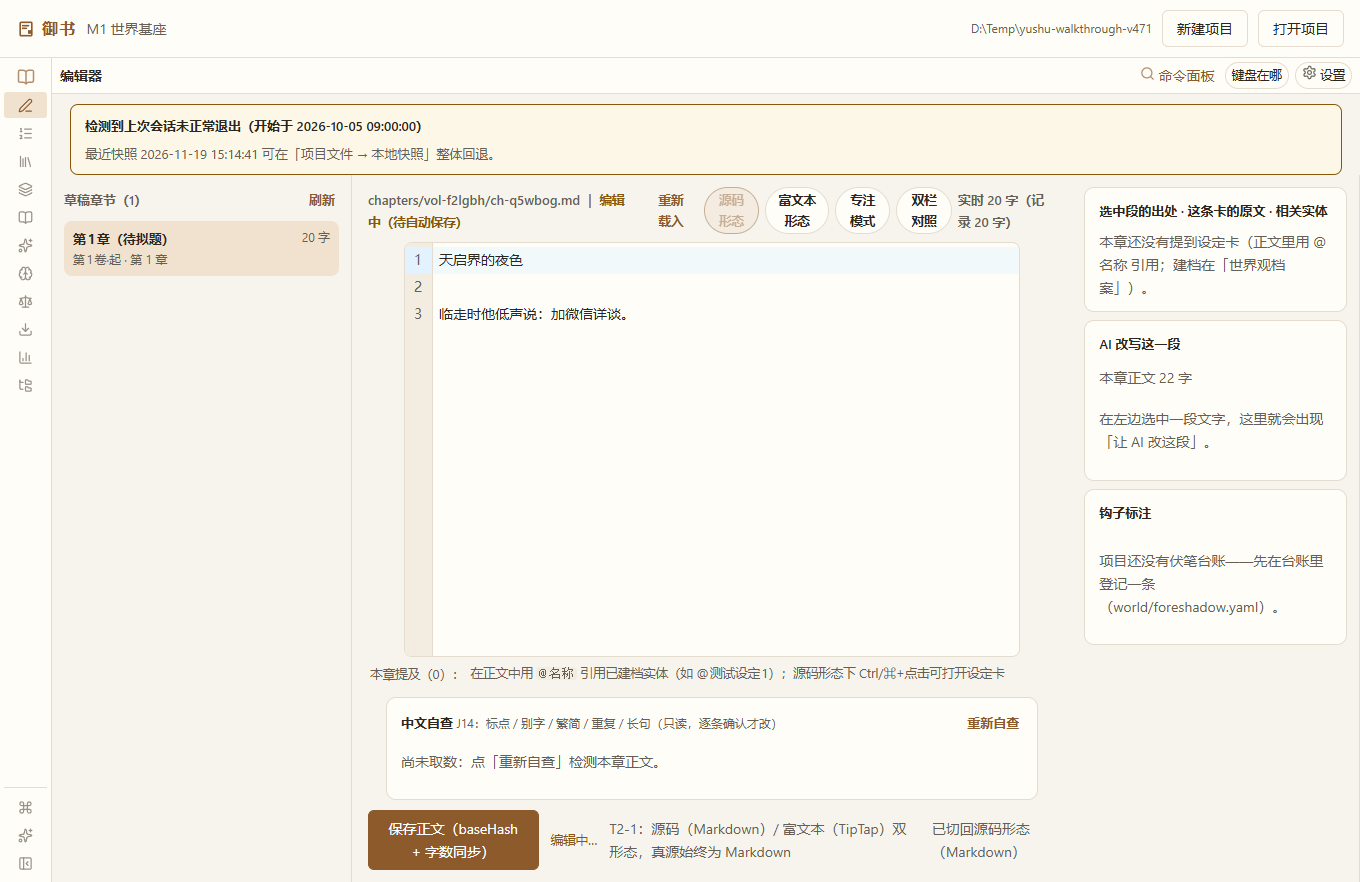 御书 M1 世界基座
D:\Temp\yushu-walkthrough-v471 新建项目 打开项目
编辑器
命令面板 键盘在哪 设置
检测到上次会话未正常退出（开始于 2026-10-05 09:00:00）
最近快照 2026-11-19 15:14:41 可在「项目文件 → 本地快照」整体回退。
草稿章节（1） 刷新
第 1 章（待拟题） 20 字
第 1 卷·起 · 第 1 章
chapters/vol-f2lgbh/ch-q5wbog.md | 编辑
中（待自动保存）
重新
载入
源码
形态
富文本
形态
专注
模式
双栏
对照
实时 20 字（记
录 20 字）
1 天启界的夜色
2
3 临走时他低声说：加微信详谈。
本章提及（0）： 在正文中用 @名称 引用已建档实体（如 @测试设定1）；源码形态下 Ctrl/⌘+点击可打开设定卡
中文自查 J14：标点 / 别字 / 繁简 / 重复 / 长句（只读，逐条确认才改） 重新自查
尚未取数：点「重新自查」检测本章正文。
保存正文（baseHash
+ 字数同步）
编辑中...
T2-1：源码（Markdown）/ 富文本（TipTap）双
形态，真源始终为 Markdown
已切回源码形态
（Markdown）
选中段的出处 · 这条卡的原文 · 相关实体
本章还没有提到设定卡（正文里用 @
名称 引用；建档在「世界观档
案」）。
AI 改写这一段
本章正文 22 字
在左边选中一段文字，这里就会出现
「让 AI 改这段」。
钩子标注
项目还没有伏笔台账——先在台账里
登记一条
（world/foreshadow.yaml）。